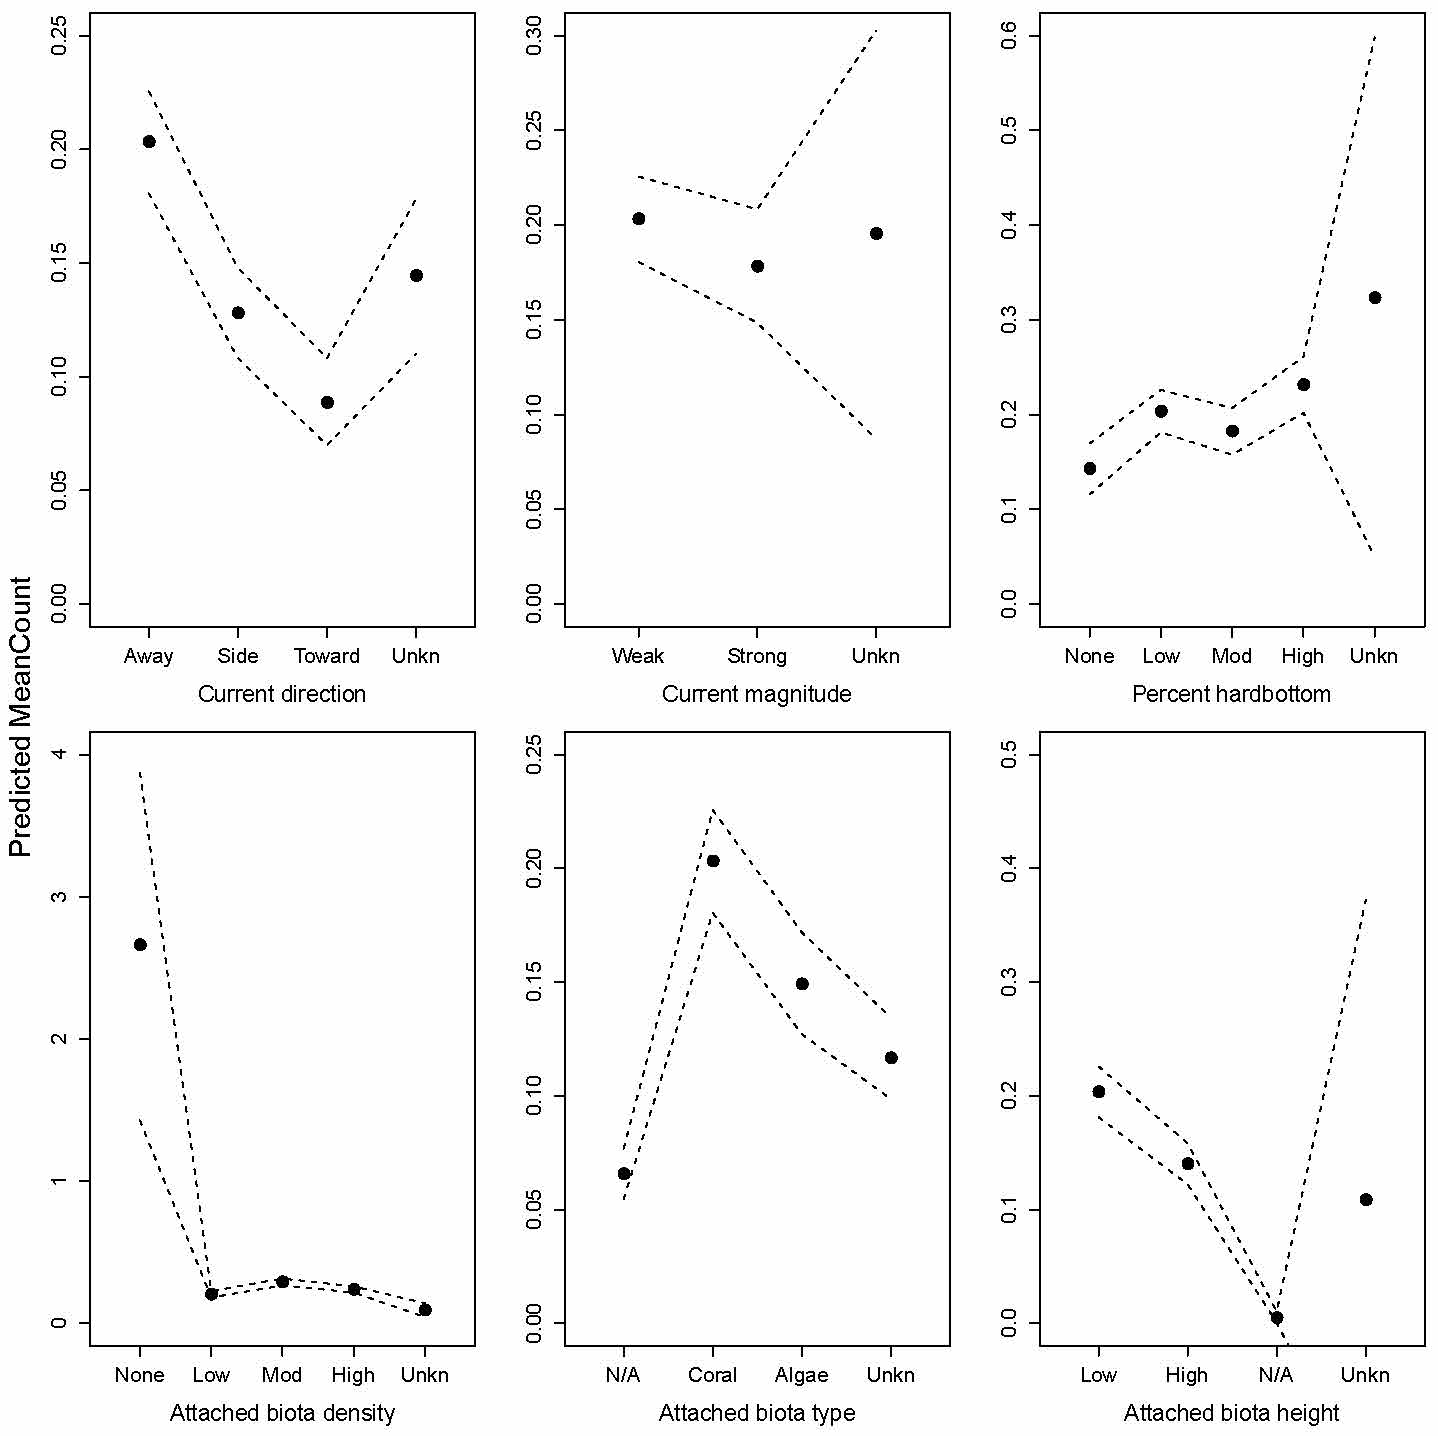 Predicted MeanCount
0.25
0.20
0.15
0.10
0.05
0.00
Away Side Toward Unkn
Current direction
0.30
0.25
0.20
0.15
0.10
0.05
0.00
Weak Strong Unkn
Current magnitude
0.6
0.5
0.4
0.3
0.2
0.1
0.0
None Low Mod High Unkn
Percent hardbottom
4
3
2
1
0
None Low Mod High Unkn
Attached biota density
0.25
0.20
0.15
0.10
0.05
0.00
N/A Coral Algae Unkn
Attached biota type
0.5
0.4
0.3
0.2
0.1
0.0
Low High N/A Unkn
Attached biota height